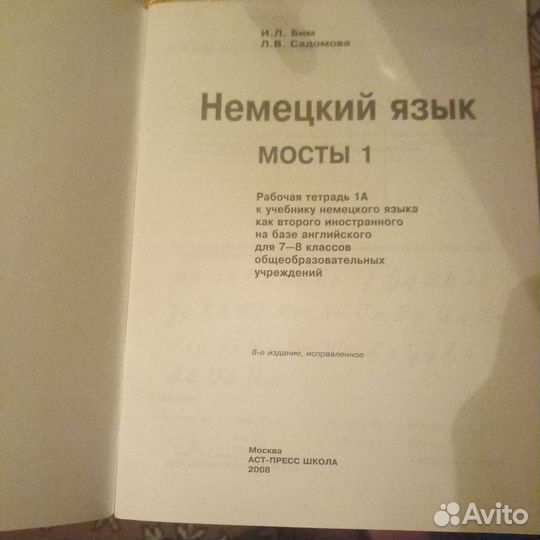 И.Л. Бим
Л.В. Садомова
Немецкий язык
МОСТЫ 1
Рабочая тетрадь 1А
к учебнику немецкого языка
как второго иностранного
на базе английского
для 7—8 классов
общеобразовательных
учреждений
8-е издание, исправленное
Москва
АСТ-ПРЕСС ШКОЛА
2008
Avito